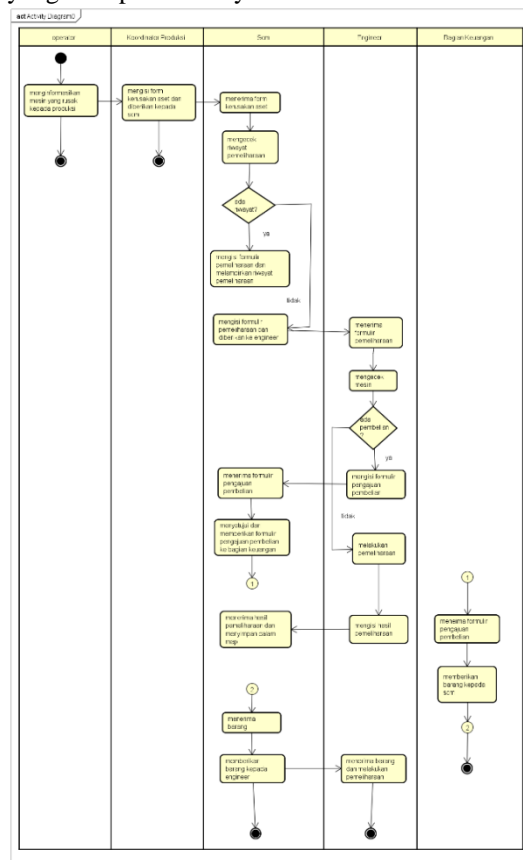 act Activity Diagram0
operator
Koordinator Produksi
Scm
Engineer
Bagian Keuangan
menginformasikan
mesin yang rusak
kepada produksi
mengisi form
kerusakan aset dan
diberikan kepada
scm
menerima form
kerusakan aset
mengecek
riwayat
pemeliharaan
ada
riwayat?
ya
mengisi formulir
pemeliharaan dan
melampirkan riwayat
pemeliharaan
tidak
mengisi formulir
pemeliharaan dan
diberikan ke engineer
menerima
formulir
pemeliharaan
mengecek
mesin
ada
pembelian
?
ya
mengisi formulir
pengajuan
pembelian
menerima formulir
pengajuan
pembelian
menyetujui dan
memberikan formulir
pengajuan pembelian
ke bagian keuangan
1
tidak
melakukan
pemeliharaan
mengisi hasil
pemeliharaan
menerima hasil
pemeliharaan dan
menyimpan dalam
map
1
menerima formulir
pengajuan
pembelian
memberikan
barang kepada
scm
2
2
menerima
barang
memberikan
barang kepada
engineer
menerima barang
dan melakukan
pemeliharaan